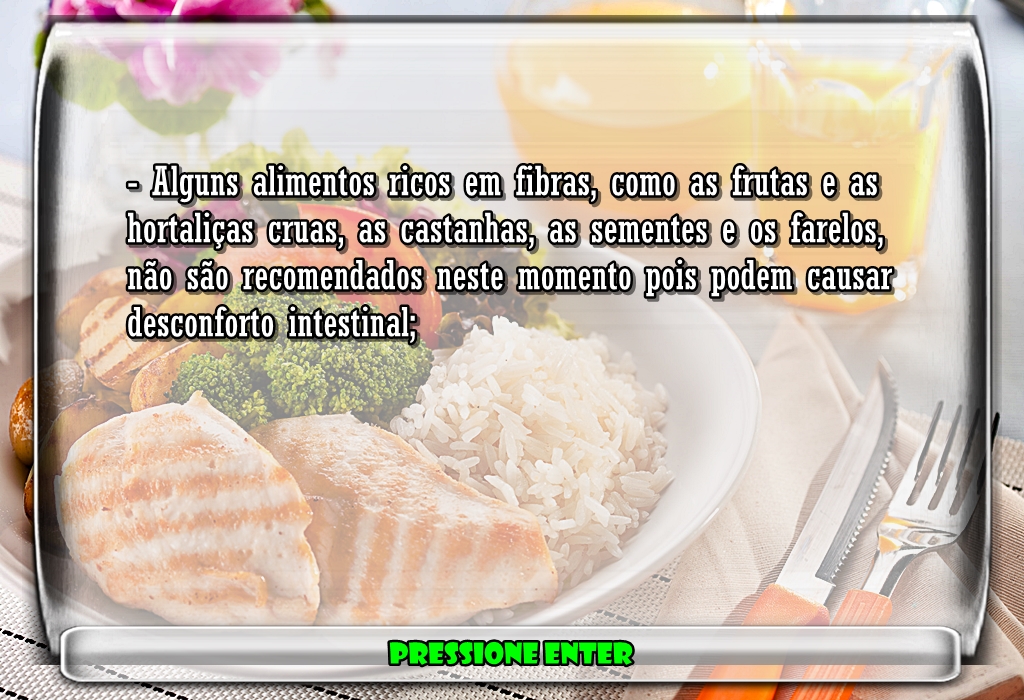 - Alguns alimentos ricos em fibras, como as frutas e as
hortaliças cruas, as castanhas, as sementes e os farelos,
não são recomendados neste momento pois podem causar
desconforto intestinal;
PRESSIONE ENTER